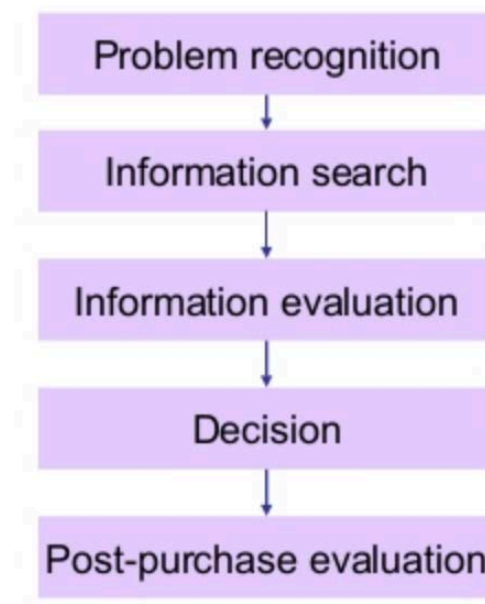 Problem recognition
Information search
Information evaluation
Decision
Post-purchase evaluation